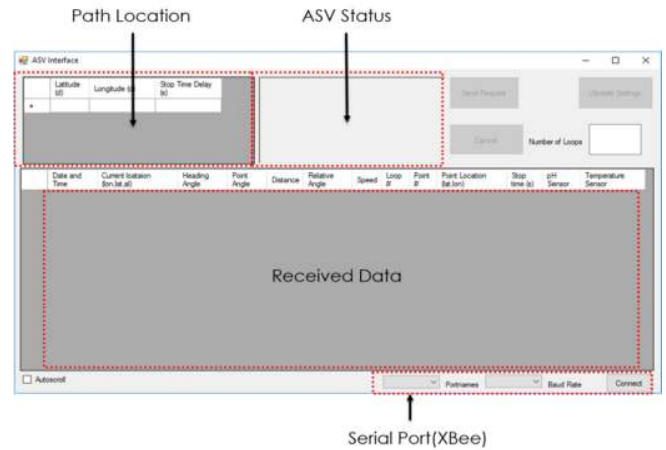 Path Location
ASV Status
ASV Interface
Latitude (d)
Longitude (d)
Stop Time Delay (s)
Send Request
Update Settings
Cancel
Number of Loops
Date and Time
Current loataion (lon.lat.al)
Heading Angle
Point Angle
Distance
Relative Angle
Speed
Loop #
Point #
Point Location (lat.lon)
Stop time (s)
pH Sensor
Temperature Sensor
Received Data
Autoscroll
Portnames
Baud Rate
Connect
Serial Port(XBee)